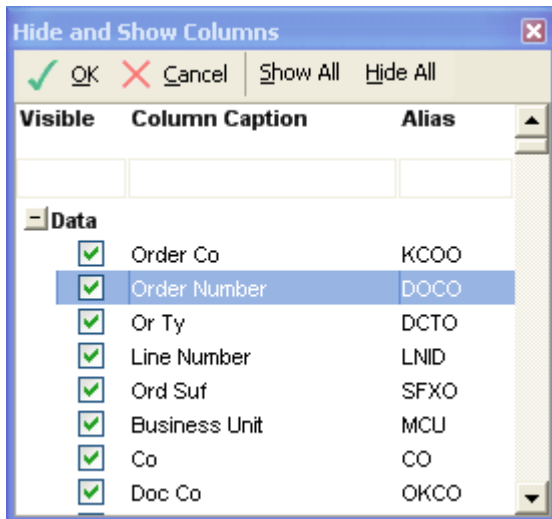 Hide and Show Columns
OK Cancel Show All Hide All
Visible Column Caption Alias
Data
Order Co KCOO
Order Number DOCO
Or Ty DCTO
Line Number LNID
Ord Suf SFXO
Business Unit MCU
Co CO
Doc Co OKCO